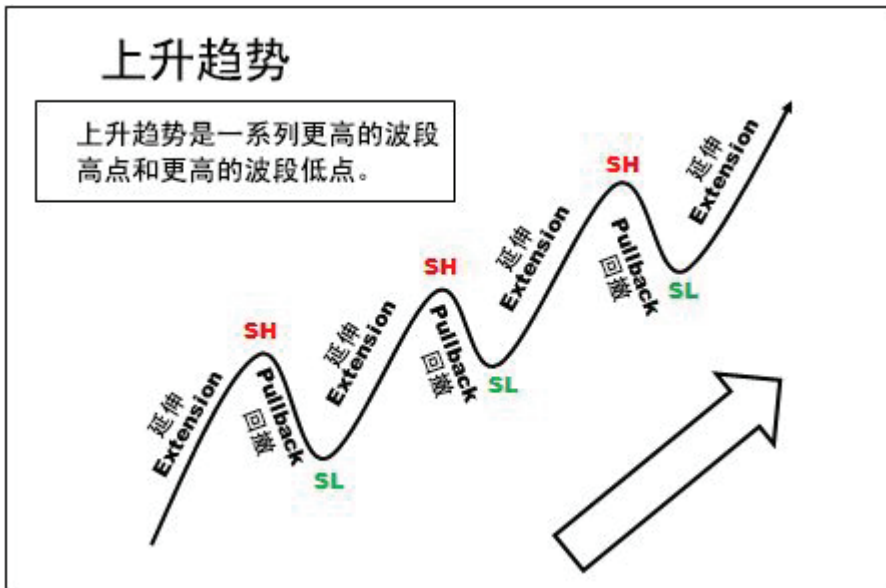 上升趋势
上升趋势是一系列更高的波段
高点和更高的波段低点。
延伸
Extension
SH
Pullback
回撤
SL
延伸
Extension
SH
Pullback
回撤
SL
延伸
Extension
SH
Pullback
回撤
SL
延伸
Extension